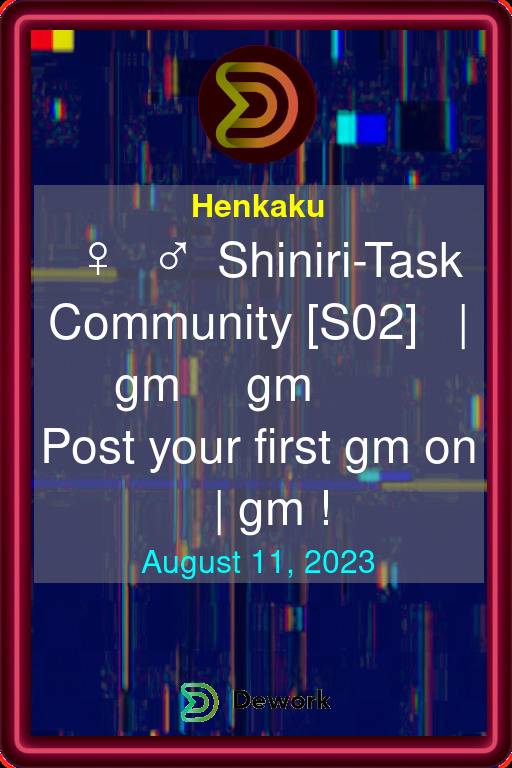 Henkaku
♀ ♂ Shiniri-Task
Community [S02] |
gm gm
Post your first gm on
| gm !
August 11, 2023
Dework